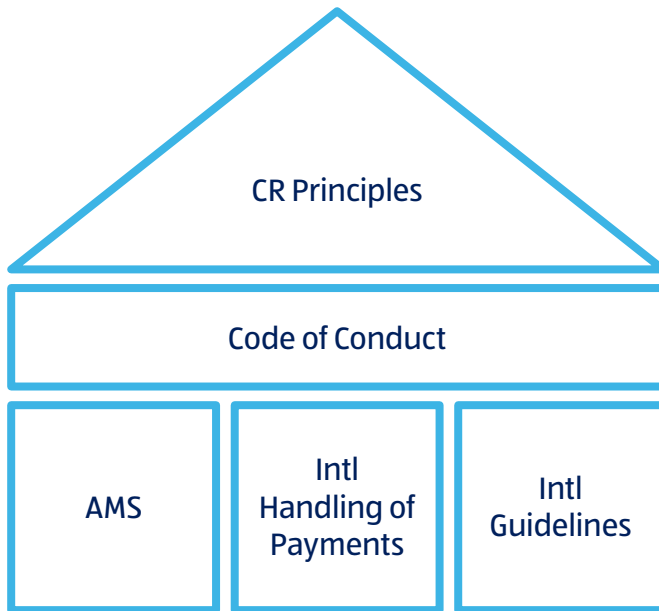 CR Principles
Code of Conduct
AMS
Intl
Handling of
Payments
Intl
Guidelines